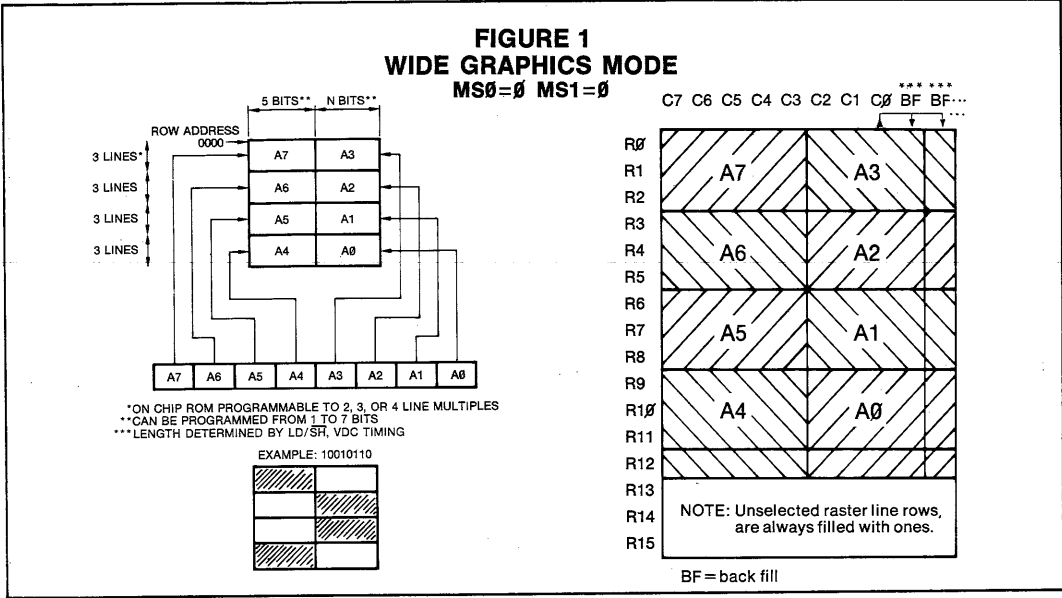 FIGURE 1
WIDE GRAPHICS MODE
MSØ=Ø MS1=Ø
5 BITS** N BITS**
ROW ADDRESS
0000
3 LINES*
3 LINES
3 LINES
3 LINES
A7 A3
A6 A2
A5 A1
A4 AØ
A7 A6 A5 A4 A3 A2 A1 AØ
*ON CHIP ROM PROGRAMMABLE TO 2, 3, OR 4 LINE MULTIPLES
**CAN BE PROGRAMMED FROM 1 TO 7 BITS
***LENGTH DETERMINED BY LD/SH, VDC TIMING
EXAMPLE: 10010110
*** ***
C7 C6 C5 C4 C3 C2 C1 CØ BF BF...
RØ
R1 A7 A3
R2
R3
R4 A6 A2
R5
R6
R7 A5 A1
R8
R9
R1Ø A4 AØ
R11
R12
R13
R14
R15
NOTE: Unselected raster line rows,
are always filled with ones.
BF=back fill